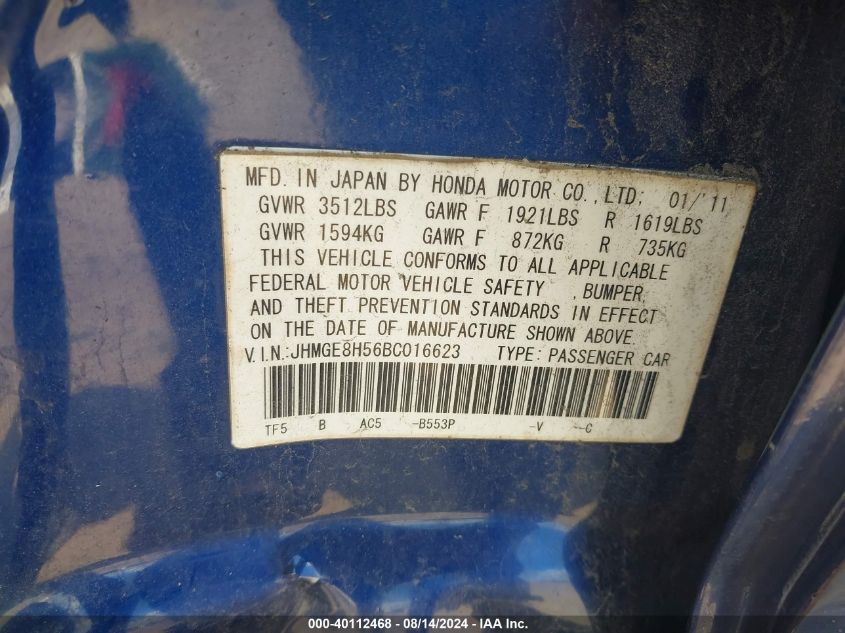 MFD. IN JAPAN BY HONDA MOTOR CO.,LTD; 01/'11
GVWR 3512LBS GAWR F 1921LBS R 1619LBS
GVWR 1594KG GAWR F 872KG R 735KG
THIS VEHICLE CONFORMS TO ALL APPLICABLE
FEDERAL MOTOR VEHICLE SAFETY ,BUMPER,
AND THEFT PREVENTION STANDARDS IN EFFECT
ON THE DATE OF MANUFACTURE SHOWN ABOVE.
V.I.N.:JHMGE8H56BC016623 TYPE: PASSENGER CAR
TF5 B AC5 -B553P -V --C
000-40112468 - 08/14/2024 - IAA Inc.